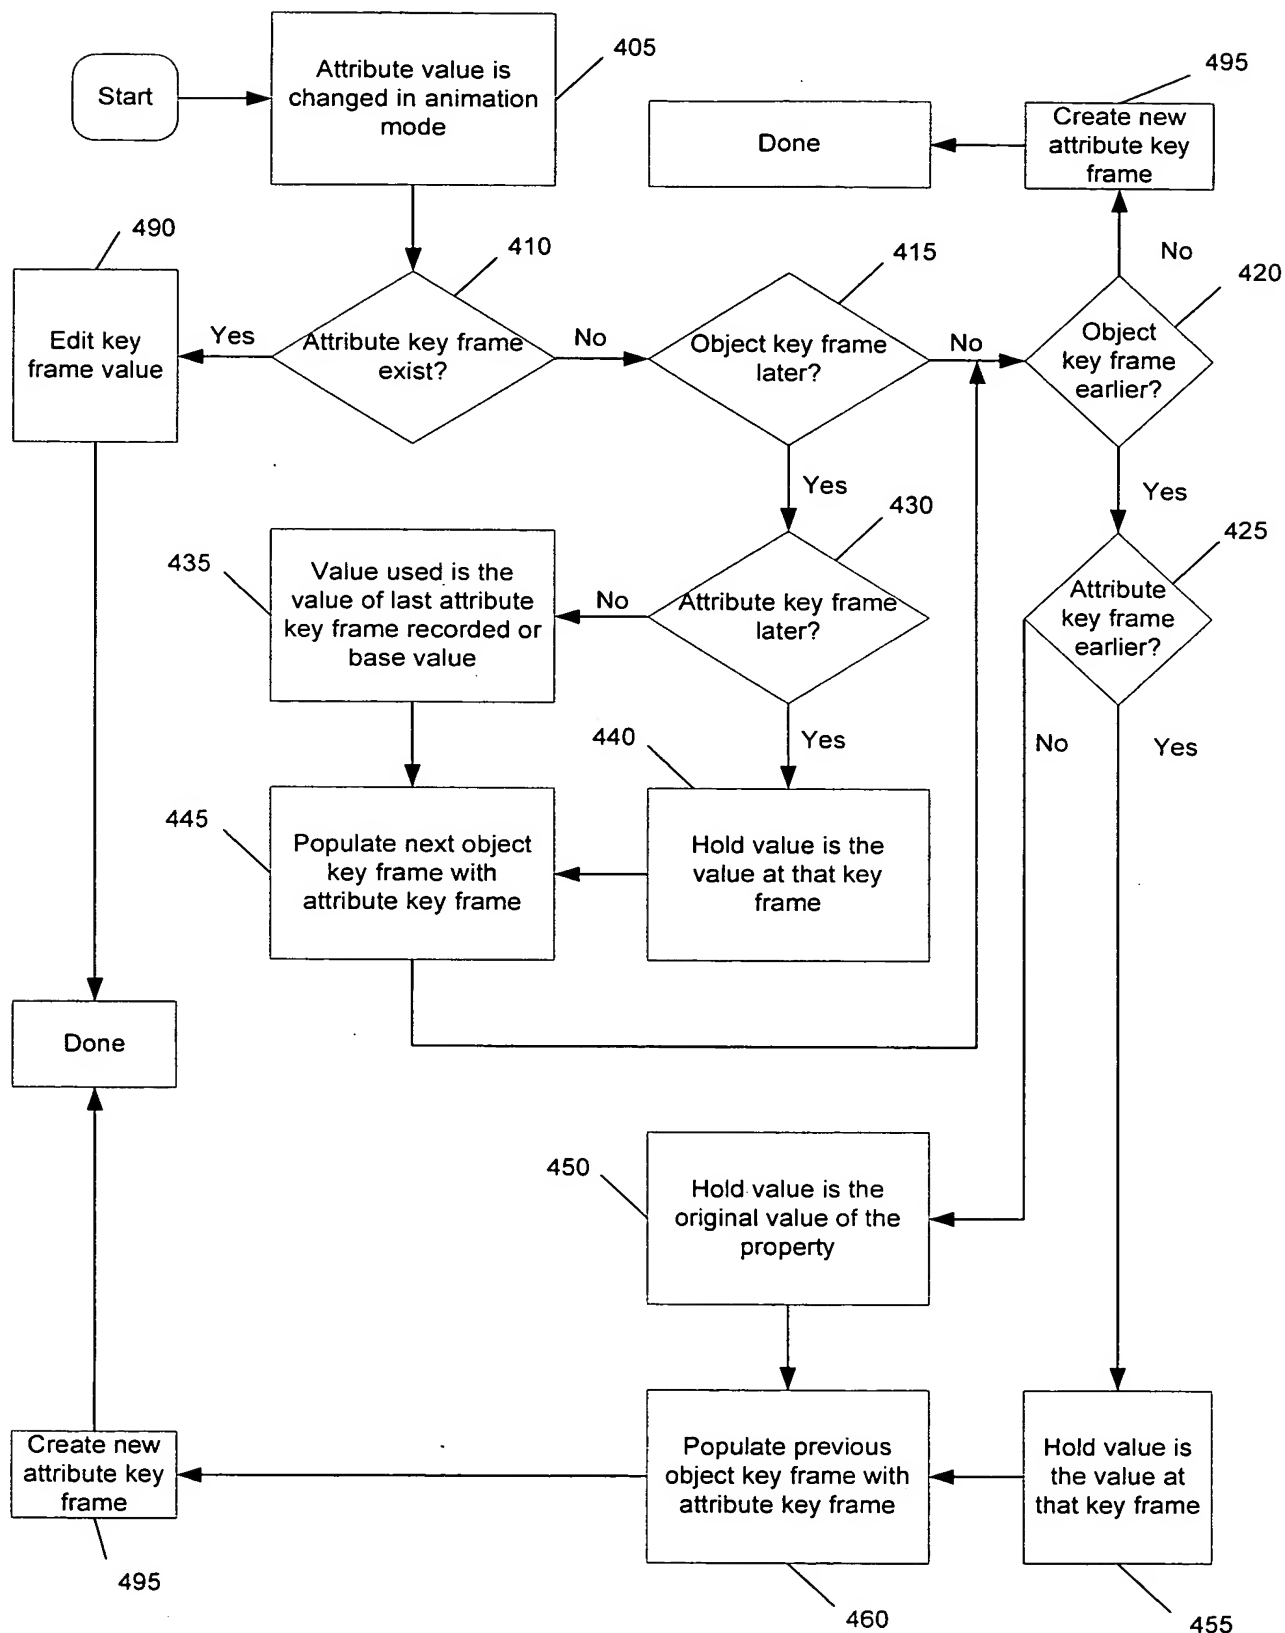 Start
Attribute value is
changed in animation
mode
405
Done
Create new
attribute key
frame
495
490
410
415
420
Edit key
frame value
Yes
Attribute key frame
exist?
No
Object key frame
later?
No
Object
key frame
earlier?
No
Yes
Yes
430
425
435
Value used is the
value of last attribute
key frame recorded or
base value
No
Attribute key frame
later?
Attribute
key frame
earlier?
Yes
No
Yes
440
445
Populate next object
key frame with
attribute key frame
Hold value is the
value at that key
frame
Done
450
Hold value is the
original value of the
property
Create new
attribute key
frame
Populate previous
object key frame with
attribute key frame
Hold value is
the value at
that key frame
495
460
455